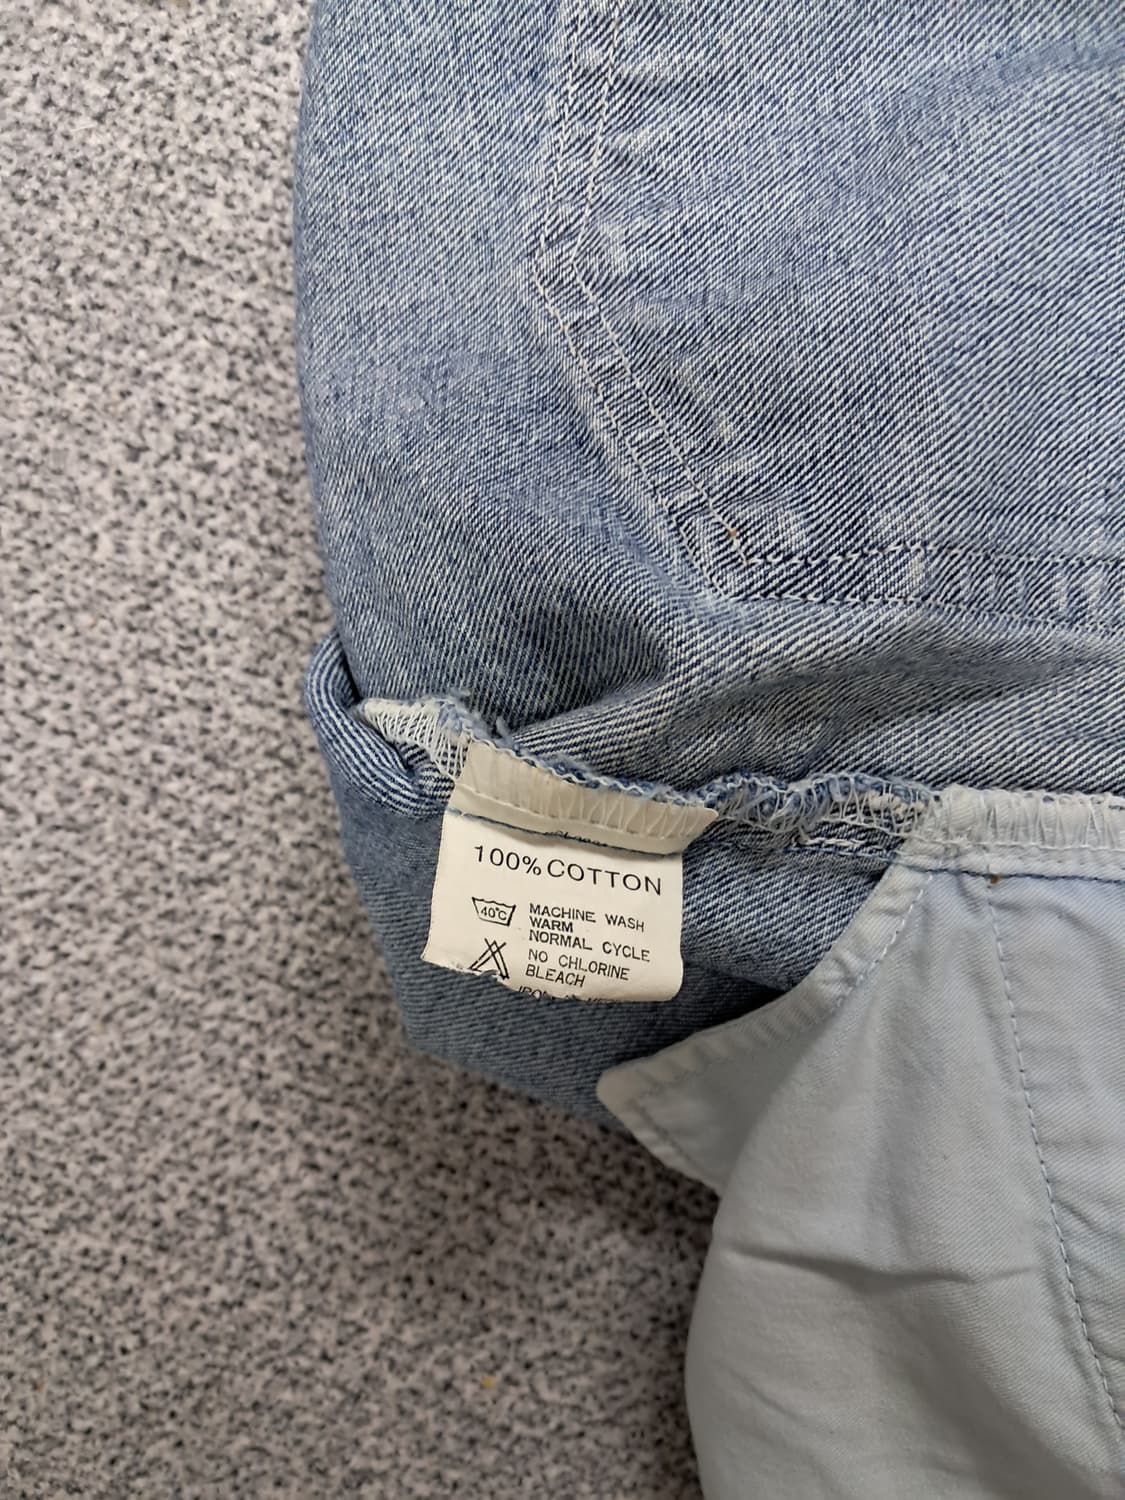 100% COTTON
40°C
MACHINE WASH
WARM
NORMAL CYCLE
NO CHLORINE
BLEACH